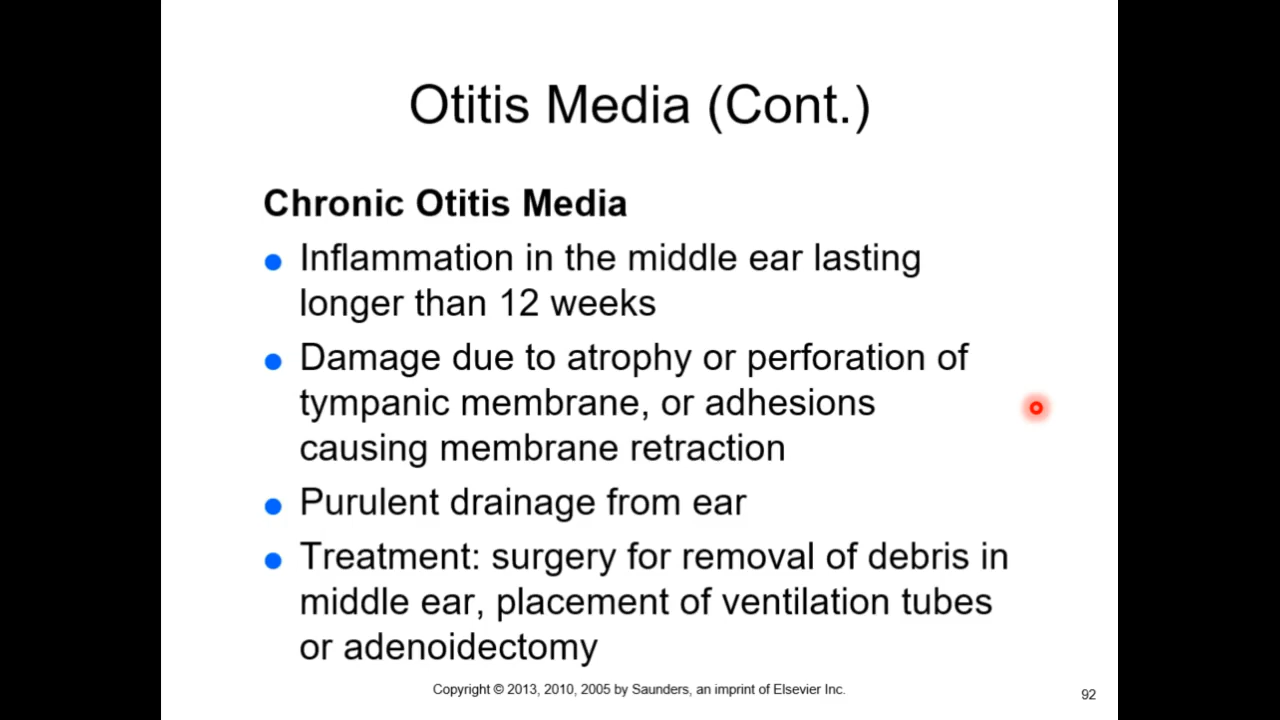 Otitis Media (Cont.)
Chronic Otitis Media
● Inflammation in the middle ear lasting
longer than 12 weeks
● Damage due to atrophy or perforation of
tympanic membrane, or adhesions
causing membrane retraction
● Purulent drainage from ear
● Treatment: surgery for removal of debris in
middle ear, placement of ventilation tubes
or adenoidectomy
Copyright © 2013, 2010, 2005 by Saunders, an imprint of Elsevier Inc.
92